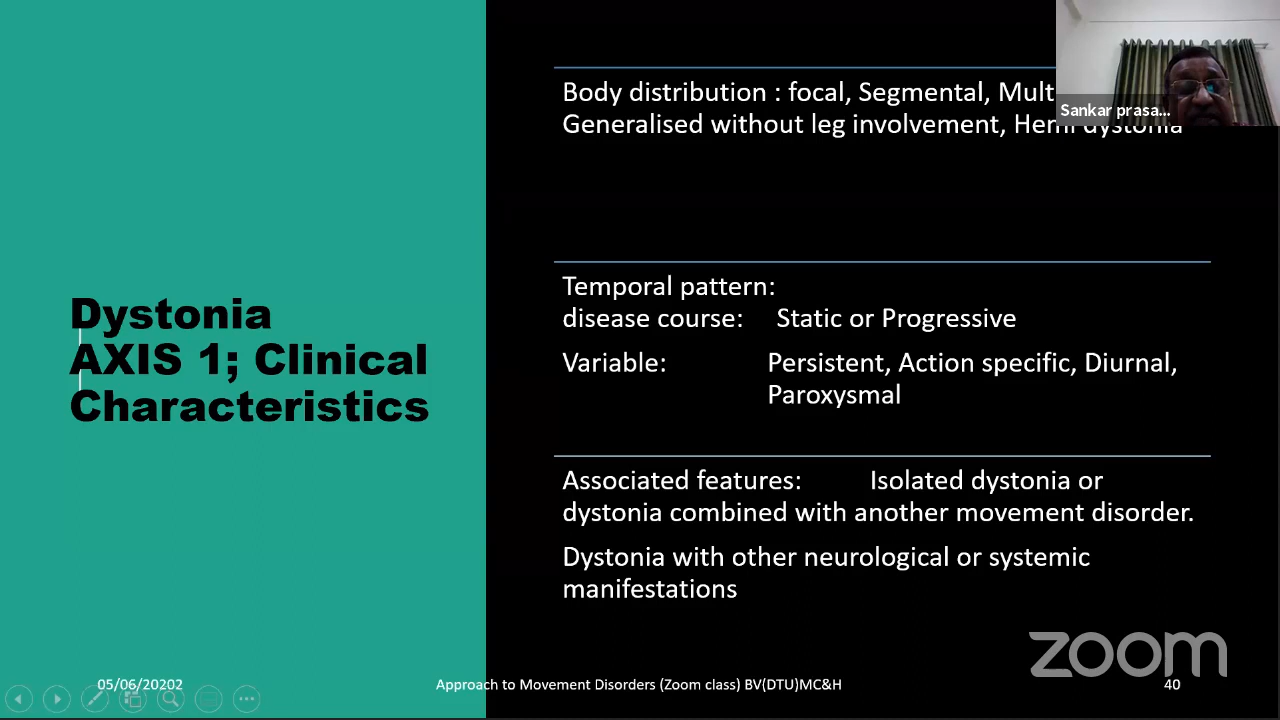 Body distribution : focal, Segmental, Mult
Generalised without leg involvement, Hemi dystonia
Sankar prasa...
Temporal pattern:
disease course: Static or Progressive
Variable: Persistent, Action specific, Diurnal,
Paroxysmal
Dystonia
AXIS 1; Clinical
Characteristics
Associated features: Isolated dystonia or
dystonia combined with another movement disorder.
Dystonia with other neurological or systemic
manifestations
zoom
05/06/20202
Approach to Movement Disorders (Zoom class) BV(DTU)MC&H
40